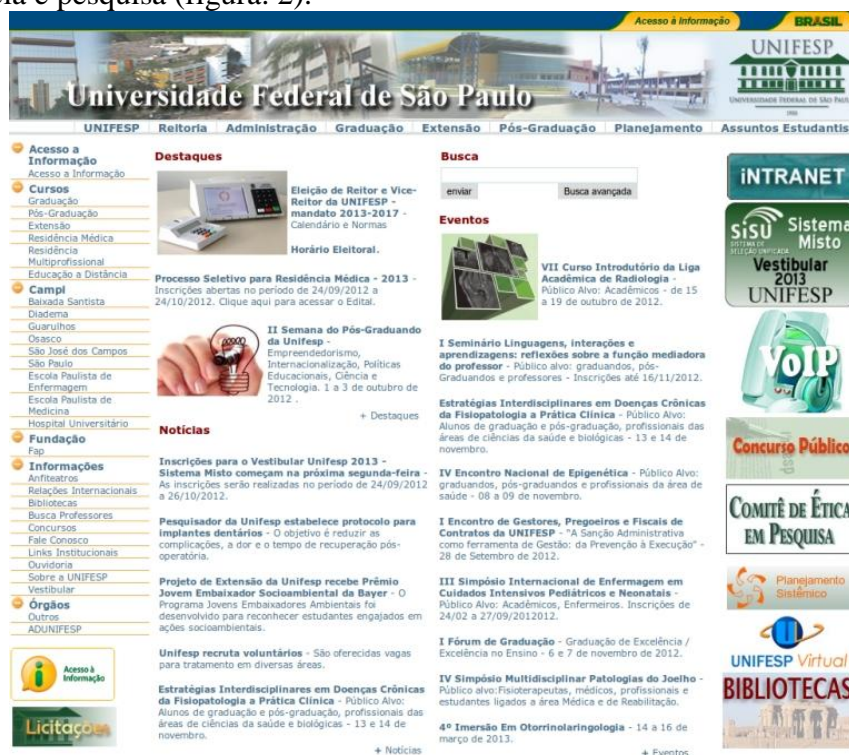 ela e pesquisa (figura. 2).
Acesso à Informação
BRASIL
Universidade Federal de São Paulo
UNIFESP
UNIVERSIDADE FEDERAL DE SÃO PAULO
UNIFESP Reitoria Administração Graduação Extensão Pós-Graduação Planejamento Assuntos Estudantis
Acesso a
Informação
Acesso a Informação
Cursos
Graduação
Pós-Graduação
Extensão
Residência Médica
Residência
Multiprofissional
Educação a Distância
Campi
Baixada Santista
Diadema
Guarulhos
Osasco
São José dos Campos
São Paulo
Escola Paulista de
Enfermagem
Escola Paulista de
Medicina
Hospital Universitário
Fundação
Fap
Informações
Anfiteatros
Relações Internacionais
Bibliotecas
Busca Professores
Concursos
Fale Conosco
Links Institucionais
Ouvidoria
Sobre a UNIFESP
Vestibular
Órgãos
Outros
ADUNIFESP
Acesso à
Informação
Licitações
Destaques
Eleição de Reitor e Vice-
Reitor da UNIFESP -
mandato 2013-2017 -
Calendário e Normas
Horário Eleitoral.
Processo Seletivo para Residência Médica - 2013 -
Inscrições abertas no período de 24/09/2012 a
24/10/2012. Clique aqui para acessar o Edital.
II Semana do Pós-Graduando
da Unifesp -
Empreendedorismo,
Internacionalização, Políticas
Educacionais, Ciência e
Tecnologia. 1 a 3 de outubro de
2012 .
+ Destaques
Notícias
Inscrições para o Vestibular Unifesp 2013 -
Sistema Misto começam na próxima segunda-feira -
As inscrições serão realizadas no período de 24/09/2012
a 26/10/2012.
Pesquisador da Unifesp estabelece protocolo para
implantes dentários - O objetivo é reduzir as
complicações, a dor e o tempo de recuperação pós-
operatória.
Projeto de Extensão da Unifesp recebe Prêmio
Jovem Embaixador Socioambiental da Bayer - O
Programa Jovens Embaixadores Ambientais foi
desenvolvido para reconhecer estudantes engajados em
ações socioambientais.
Unifesp recruta voluntários - São oferecidas vagas
para tratamento em diversas áreas.
Estratégias Interdisciplinares em Doenças Crônicas
da Fisiopatologia a Prática Clínica - Público Alvo:
Alunos de graduação e pós-graduação, profissionais das
áreas de ciências da saúde e biológicas - 13 e 14 de
novembro.
+ Notícias
Busca
enviar
Busca avançada
Eventos
VII Curso Introdutório da Liga
Acadêmica de Radiologia -
Público Alvo: Acadêmicos - de 15
a 19 de outubro de 2012.
I Seminário Linguagens, interações e
aprendizagens: reflexões sobre a função mediadora
do professor - Público alvo: graduandos, pós-
Graduandos e professores - Inscrições até 16/11/2012.
Estratégias Interdisciplinares em Doenças Crônicas
da Fisiopatologia a Prática Clínica - Público Alvo:
Alunos de graduação e pós-graduação, profissionais das
áreas de ciências da saúde e biológicas - 13 e 14 de
novembro.
IV Encontro Nacional de Epigenética - Público Alvo:
graduandos, pós-graduandos e profissionais da área de
saúde - 08 a 09 de novembro.
I Encontro de Gestores, Pregoeiros e Fiscais de
Contratos da UNIFESP - "A Sanção Administrativa
como ferramenta de Gestão: da Prevenção à Execução" -
28 de Setembro de 2012.
III Simpósio Internacional de Enfermagem em
Cuidados Intensivos Pediátricos e Neonatais -
Público Alvo: Acadêmicos, Enfermeiros. Inscrições de
24/02 a 27/09/2012012.
I Fórum de Graduação - Graduação de Excelência /
Excelência no Ensino - 6 e 7 de novembro de 2012.
IV Simpósio Multidisciplinar Patologias do Joelho -
Público alvo:Fisioterapeutas, médicos, profissionais e
estudantes ligados a área Médica e de Reabilitação.
4º Imersão Em Otorrinolaringologia - 14 a 16 de
março de 2013.
+ Eventos
iNTRANET
sisu Sistema
Misto
SISTEMA DE
SELEÇÃO UNIFICADA
Vestibular
2013
UNIFESP
VoIP
Concurso Público
COMITÊ DE ÉTICA
EM PESQUISA
Planejamento
Sistêmico
UNIFESP Virtual
BIBLIOTECAS